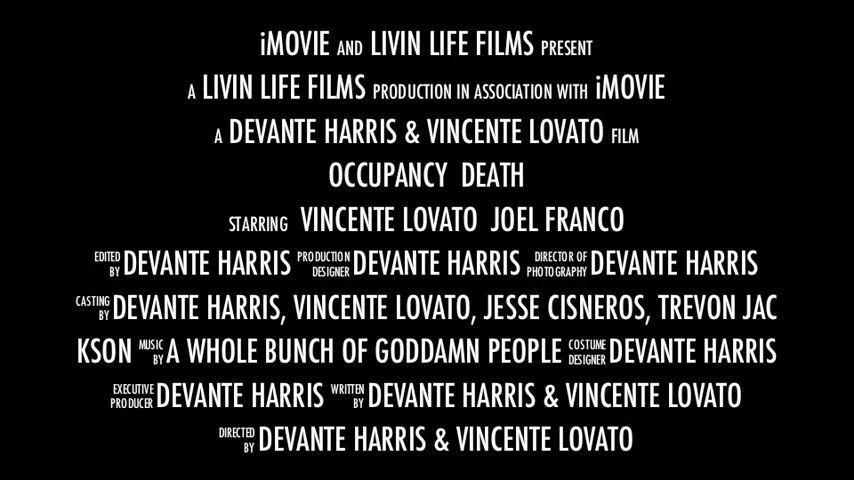 iMOVIE AND LIVIN LIFE FILMS PRESENT
A LIVIN LIFE FILMS PRODUCTION IN ASSOCIATION WITH iMOVIE
A DEVANTE HARRIS & VINCENTE LOVATO FILM
OCCUPANCY DEATH
STARRING VINCENTE LOVATO JOEL FRANCO
EDITED BY DEVANTE HARRIS PRODUCTION DESIGNER DEVANTE HARRIS DIRECTOR OF PHOTOGRAPHY DEVANTE HARRIS
CASTING BY DEVANTE HARRIS, VINCENTE LOVATO, JESSE CISNEROS, TREVON JAC
KSON MUSIC BY A WHOLE BUNCH OF GODDAMN PEOPLE COSTUME DESIGNER DEVANTE HARRIS
EXECUTIVE PRODUCER DEVANTE HARRIS WRITTEN BY DEVANTE HARRIS & VINCENTE LOVATO
DIRECTED BY DEVANTE HARRIS & VINCENTE LOVATO